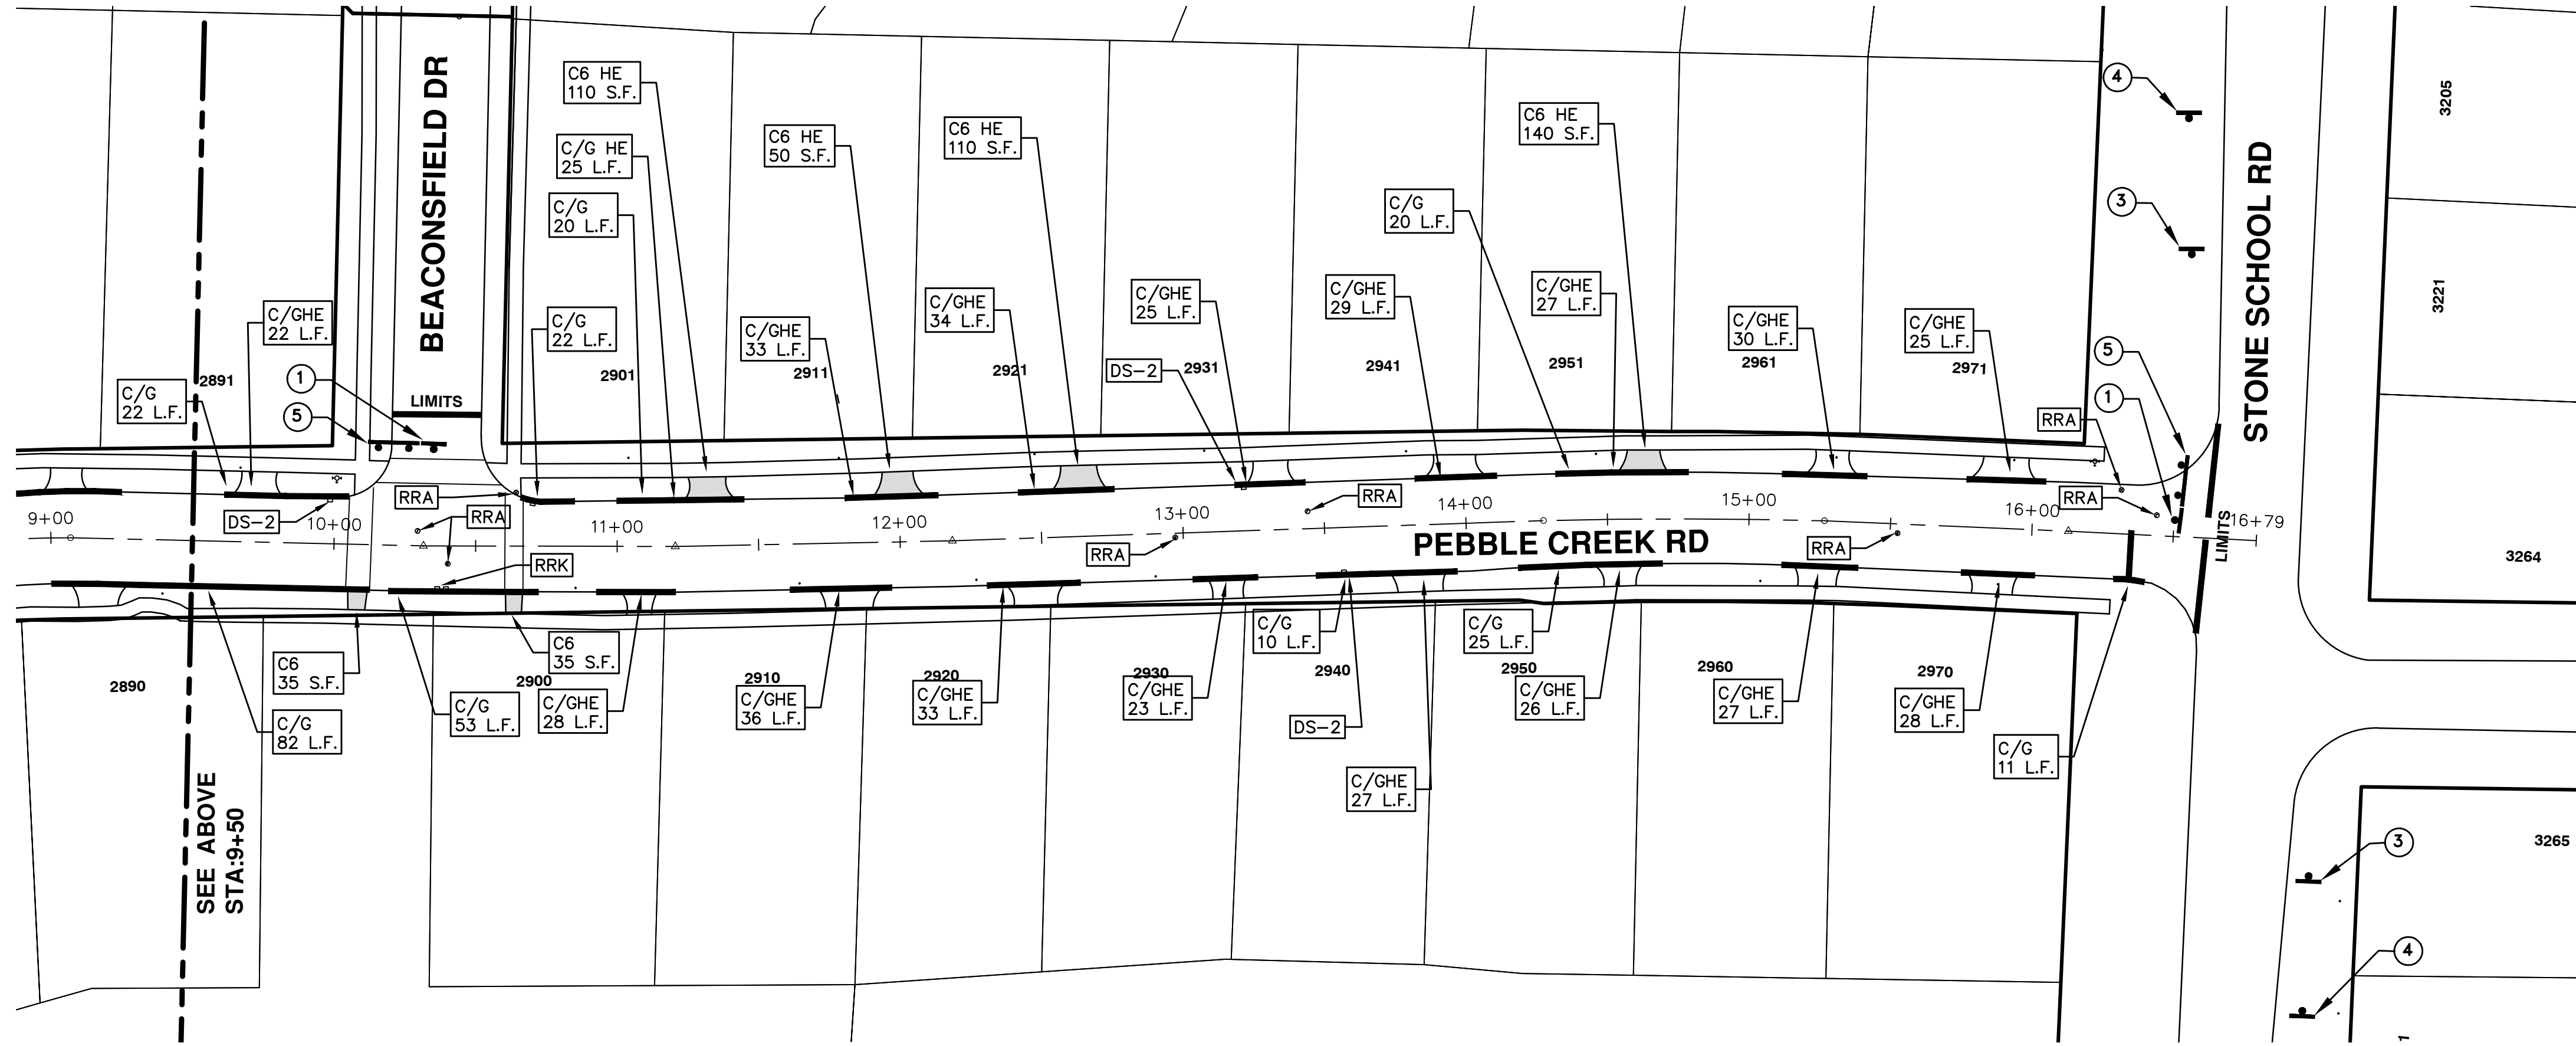 BEACONSFIELD DR
C6 HE
110 S.F.
C/G HE
25 L.F.
C/G
20 L.F.
C6 HE
50 S.F.
C6 HE
110 S.F.
C6 HE
140 S.F.
C/G
20 L.F.
4
3
STONE SCHOOL RD
3205
3221
C/GHE
22 L.F.
C/G
22 L.F.
C/GHE
33 L.F.
C/GHE
34 L.F.
C/GHE
25 L.F.
C/GHE
29 L.F.
C/GHE
27 L.F.
C/GHE
30 L.F.
C/GHE
25 L.F.
5
1
C/G
22 L.F.
2891
1
5
LIMITS
2901
2911
2921
DS-2
2931
2941
2951
2961
2971
RRA
RRA
RRA
RRA
RRA
DS-2
9+00
10+00
11+00
12+00
13+00
14+00
15+00
16+00
16+79
LIMITS
RRK
RRA
RRA
PEBBLE CREEK RD
3264
C6
35 S.F.
C6
35 S.F.
C/G
10 L.F.
C/G
25 L.F.
2890
2900
2910
2920
2930
2940
2950
2960
2970
C/G
82 L.F.
C/G
53 L.F.
C/GHE
28 L.F.
C/GHE
36 L.F.
C/GHE
33 L.F.
C/GHE
23 L.F.
DS-2
C/GHE
27 L.F.
C/GHE
26 L.F.
C/GHE
27 L.F.
C/GHE
28 L.F.
C/G
11 L.F.
SEE ABOVE
STA:9+50
3
3265
4